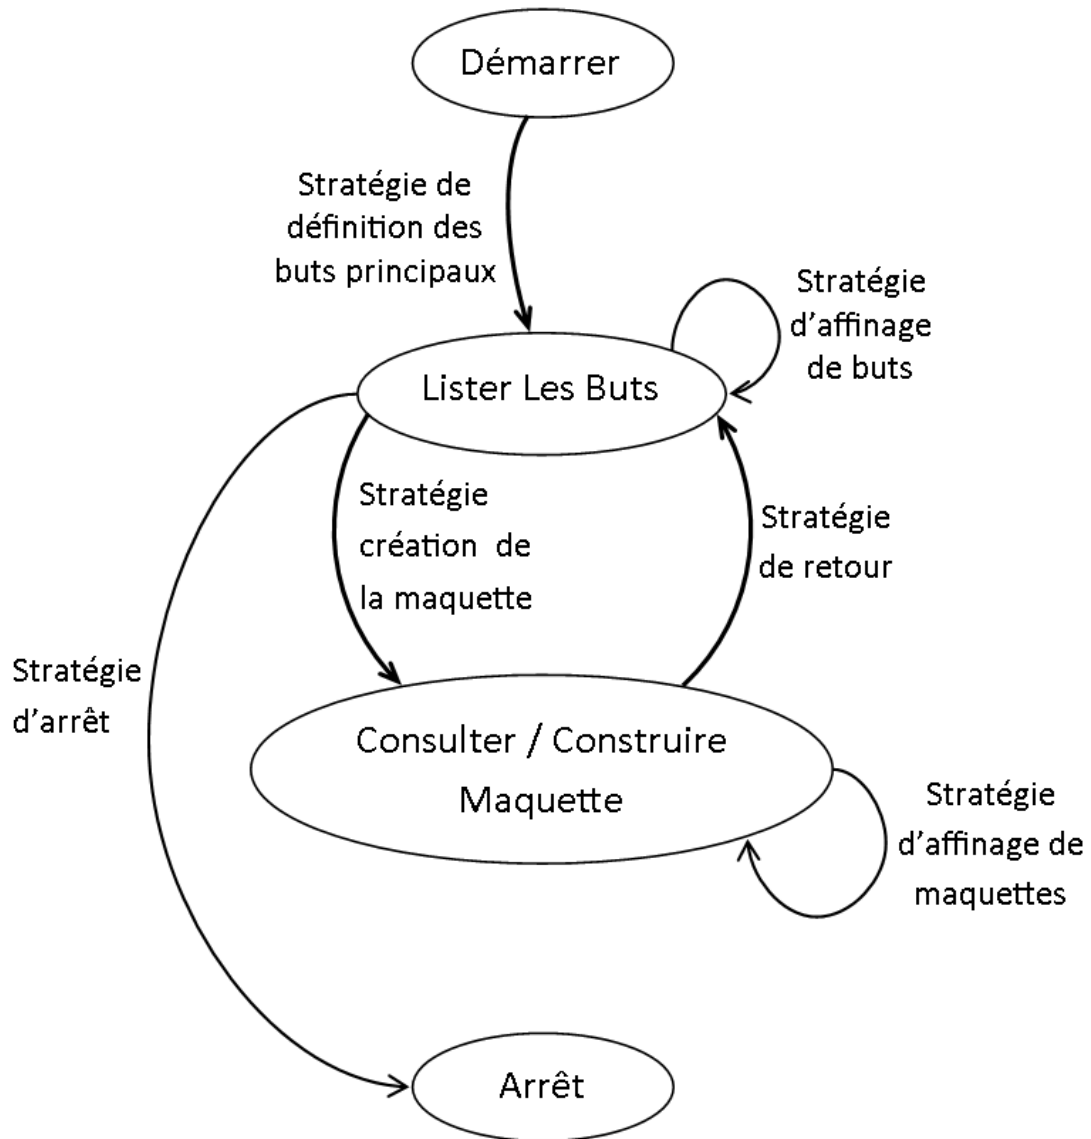 Démarrer
Stratégie de
définition des
buts principaux
Stratégie
d’affinage
de buts
Lister Les Buts
Stratégie
création de
la maquette
Stratégie
de retour
Stratégie
d’arrêt
Consulter / Construire
Maquette
Stratégie
d’affinage de
maquettes
Arrêt